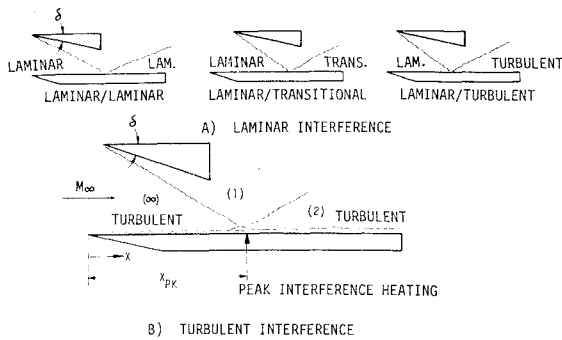 δ
LAMINAR LAM.
LAMINAR/LAMINAR
LAMINAR TRANS.
LAMINAR/TRANSITIONAL
LAM. TURBULENT
LAMINAR/TURBULENT
A) LAMINAR INTERFERENCE
δ
M∞
(∞) (1) (2)
TURBULENT TURBULENT
X
XPK
PEAK INTERFERENCE HEATING
B) TURBULENT INTERFERENCE